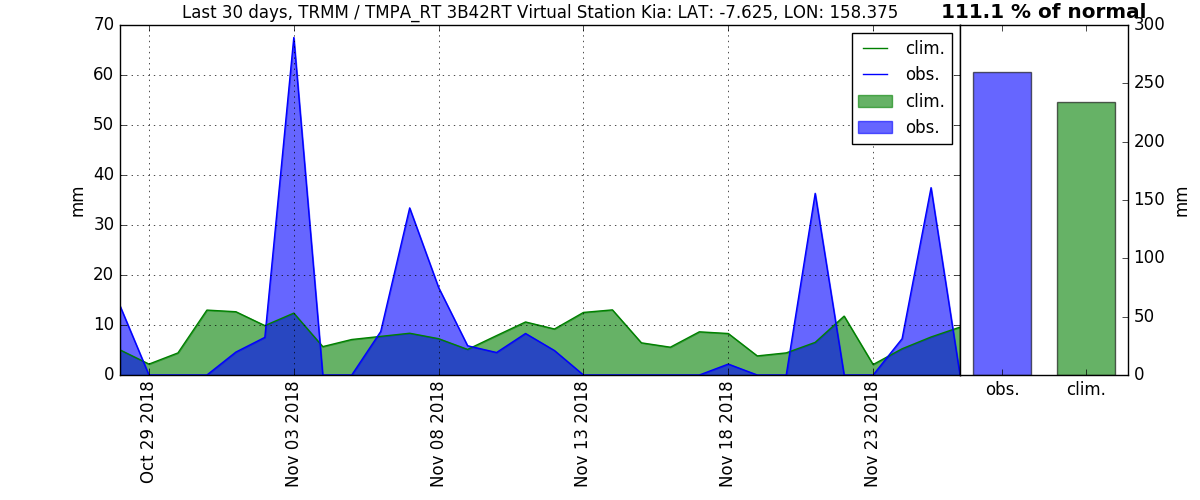 Last 30 days, TRMM / TMPA_RT 3B42RT Virtual Station Kia: LAT: -7.625, LON: 158.375
111.1 % of normal
70
60
50
40
30
20
10
0
mm
clim.
obs.
clim.
obs.
Oct 29 2018
Nov 03 2018
Nov 08 2018
Nov 13 2018
Nov 18 2018
Nov 23 2018
300
250
200
150
100
50
0
mm
obs.
clim.